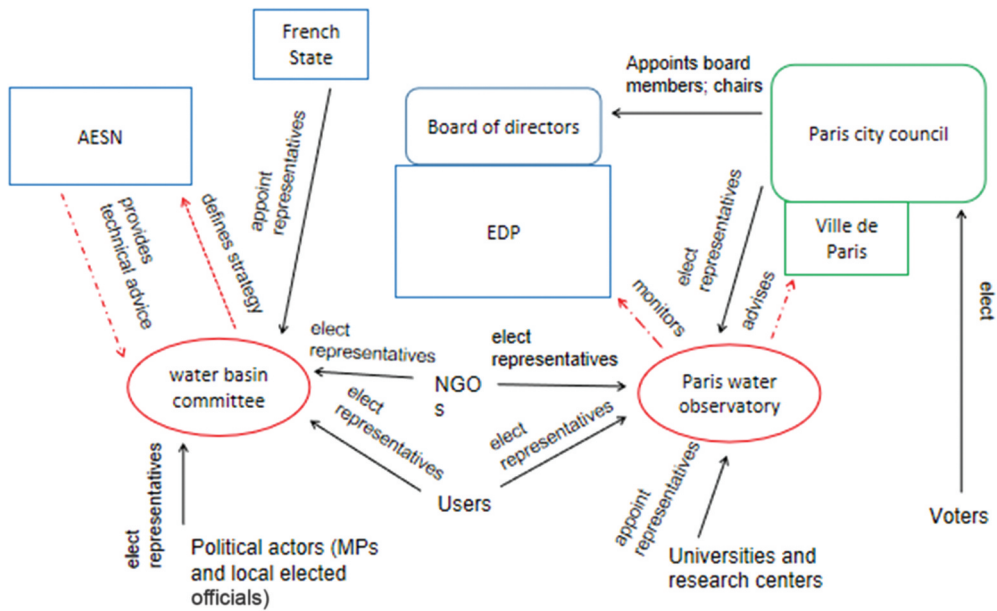 French
State
AESN
Appoints board
members; chairs
Board of directors
Paris city council
EDP
Ville de
Paris
provides
technical advice
defines strategy
appoint
representatives
elect
representatives
monitors
advises
elect
elect
representatives
elect
representatives
water basin
committee
NGO
s
Paris water
observatory
elect
representatives
elect
representatives
Users
elect
representatives
appoint
representatives
Voters
Political actors (MPs
and local elected
officials)
Universities and
research centers